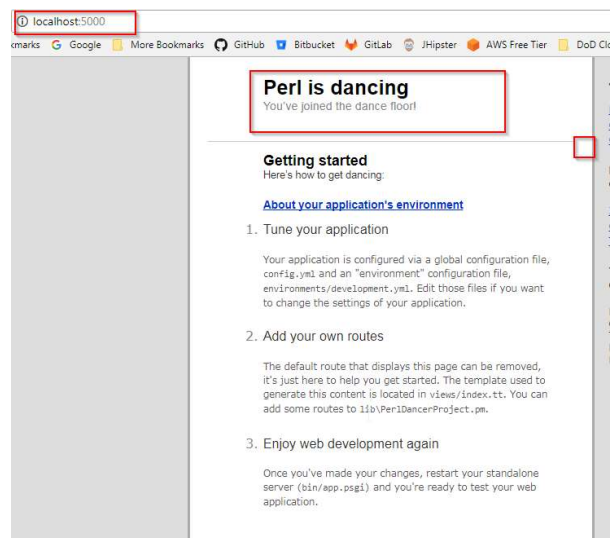 localhost:5000
kmarks Google More Bookmarks GitHub Bitbucket GitLab JHipster AWS Free Tier DoD Clo
Perl is dancing
You've joined the dance floor!
Getting started
Here's how to get dancing:
About your application's environment
1. Tune your application
Your application is configured via a global configuration file,
config.yml and an "environment" configuration file,
environments/development.yml. Edit those files if you want
to change the settings of your application.
2. Add your own routes
The default route that displays this page can be removed,
it's just here to help you get started. The template used to
generate this content is located in views/index.tt. You can
add some routes to lib\PerlDancerProject.pm.
3. Enjoy web development again
Once you've made your changes, restart your standalone
server (bin/app.psgi) and you're ready to test your web
application.